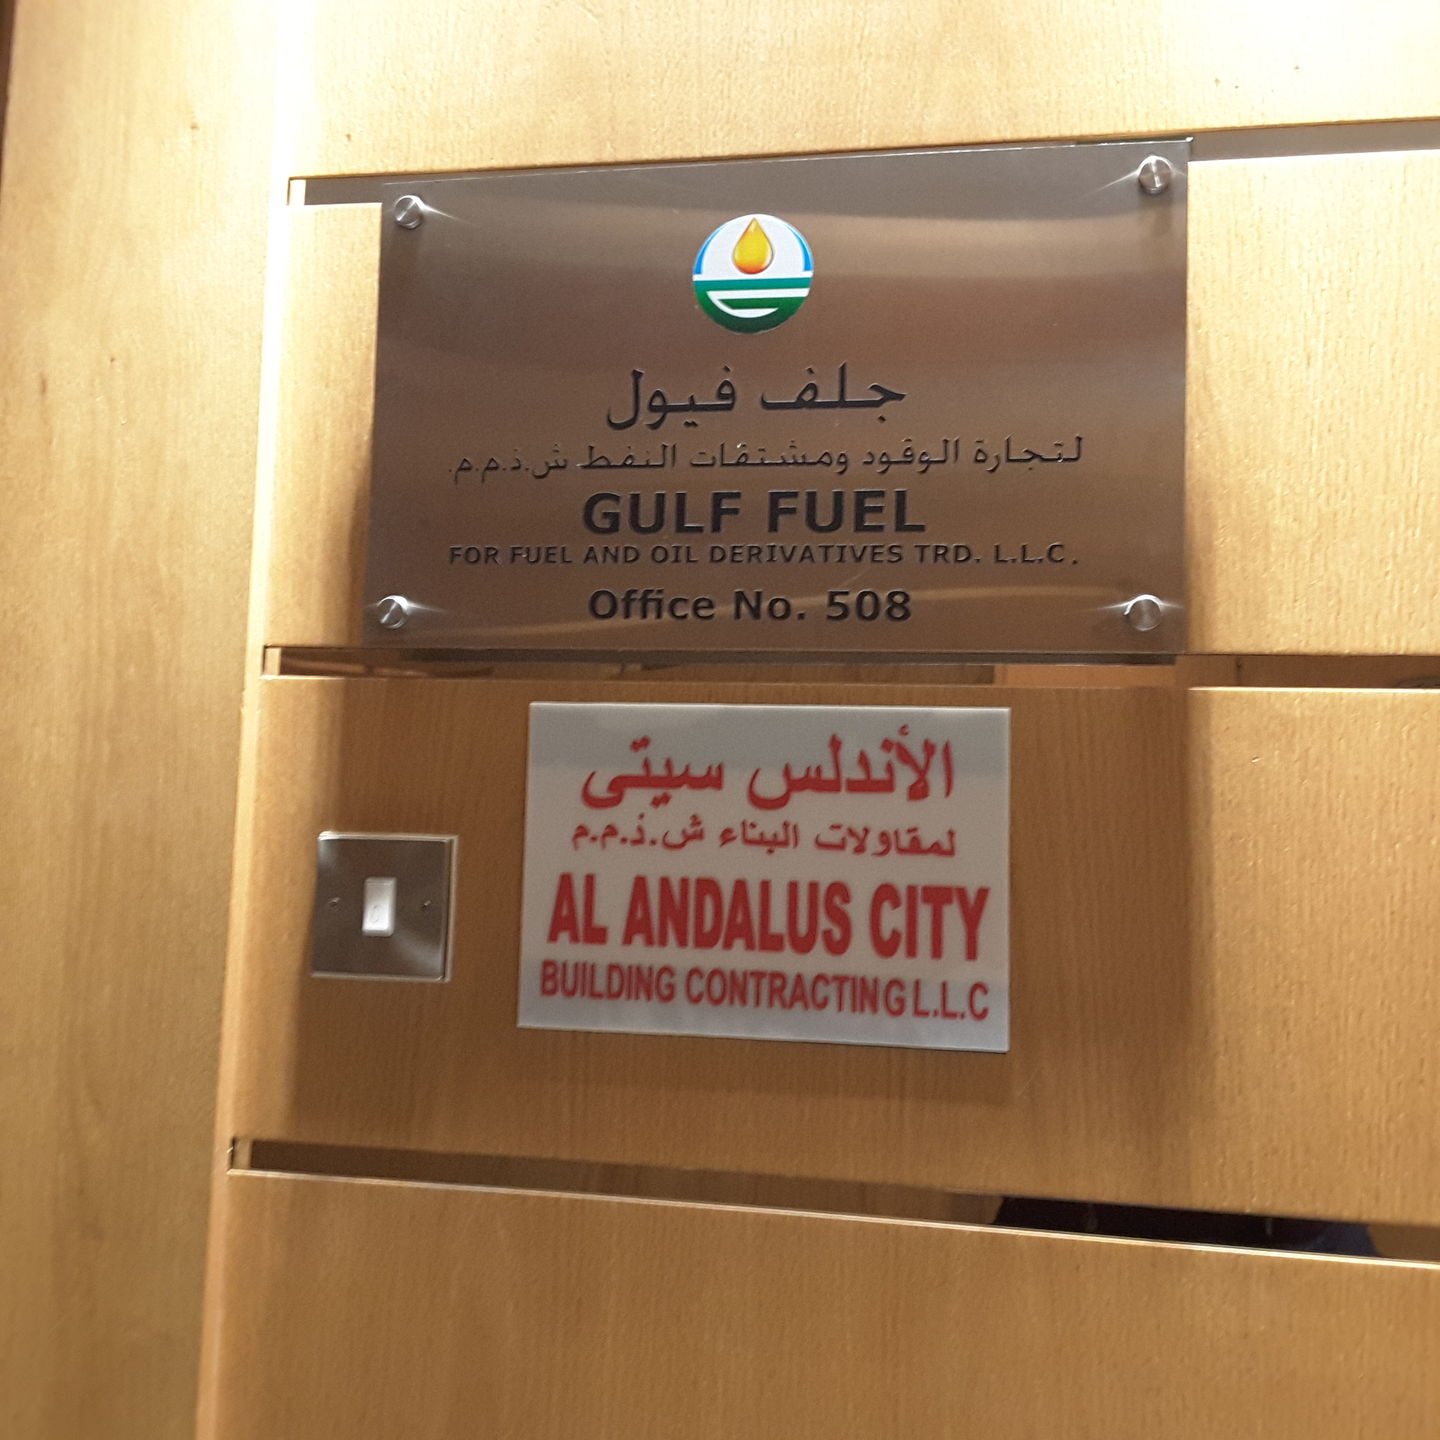 جلف فيول
لتجارة الوقود ومشتقات النفط ش.ذ.م.م.
GULF FUEL
FOR FUEL AND OIL DERIVATIVES TRD. L.L.C.
Office No. 508
الأندلس سيتى
لمقاولات البناء ش.ذ.م.م
AL ANDALUS CITY
BUILDING CONTRACTING L.L.C